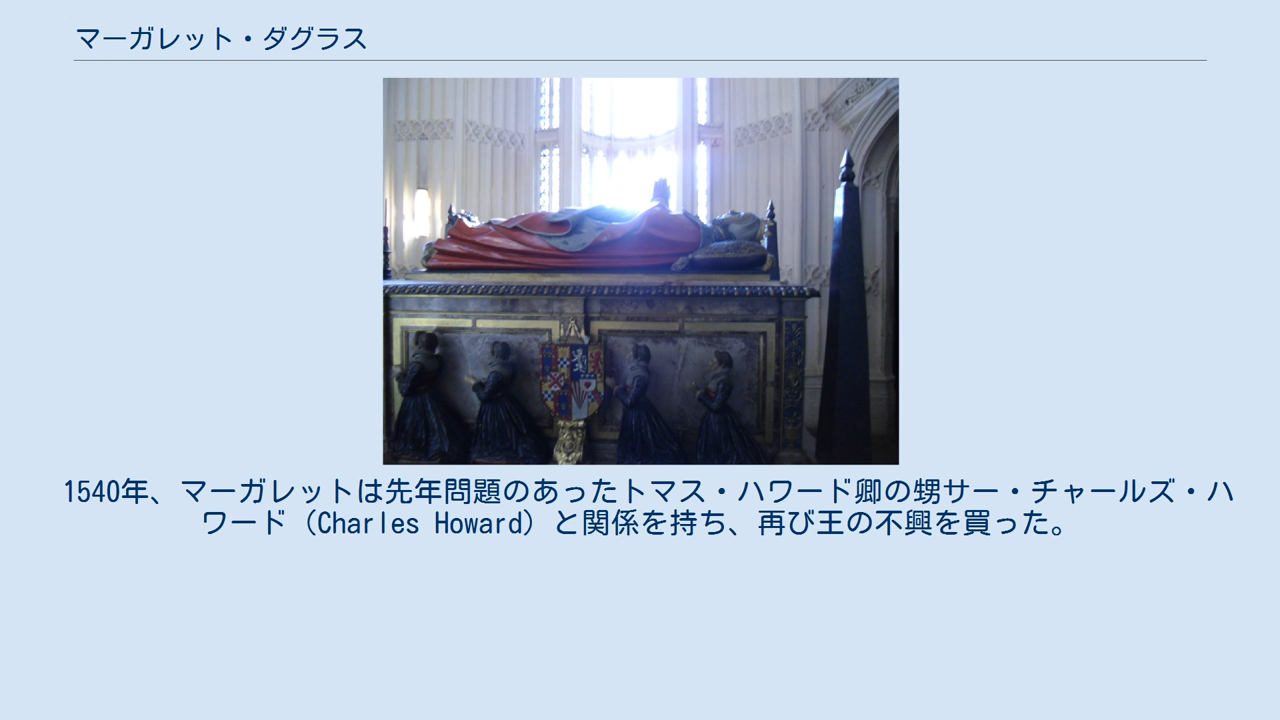 マーガレット・ダグラス
1540年、マーガレットは先年問題のあったトマス・ハワード卿の甥サー・チャールズ・ハ
ワード（Charles Howard）と関係を持ち、再び王の不興を買った。